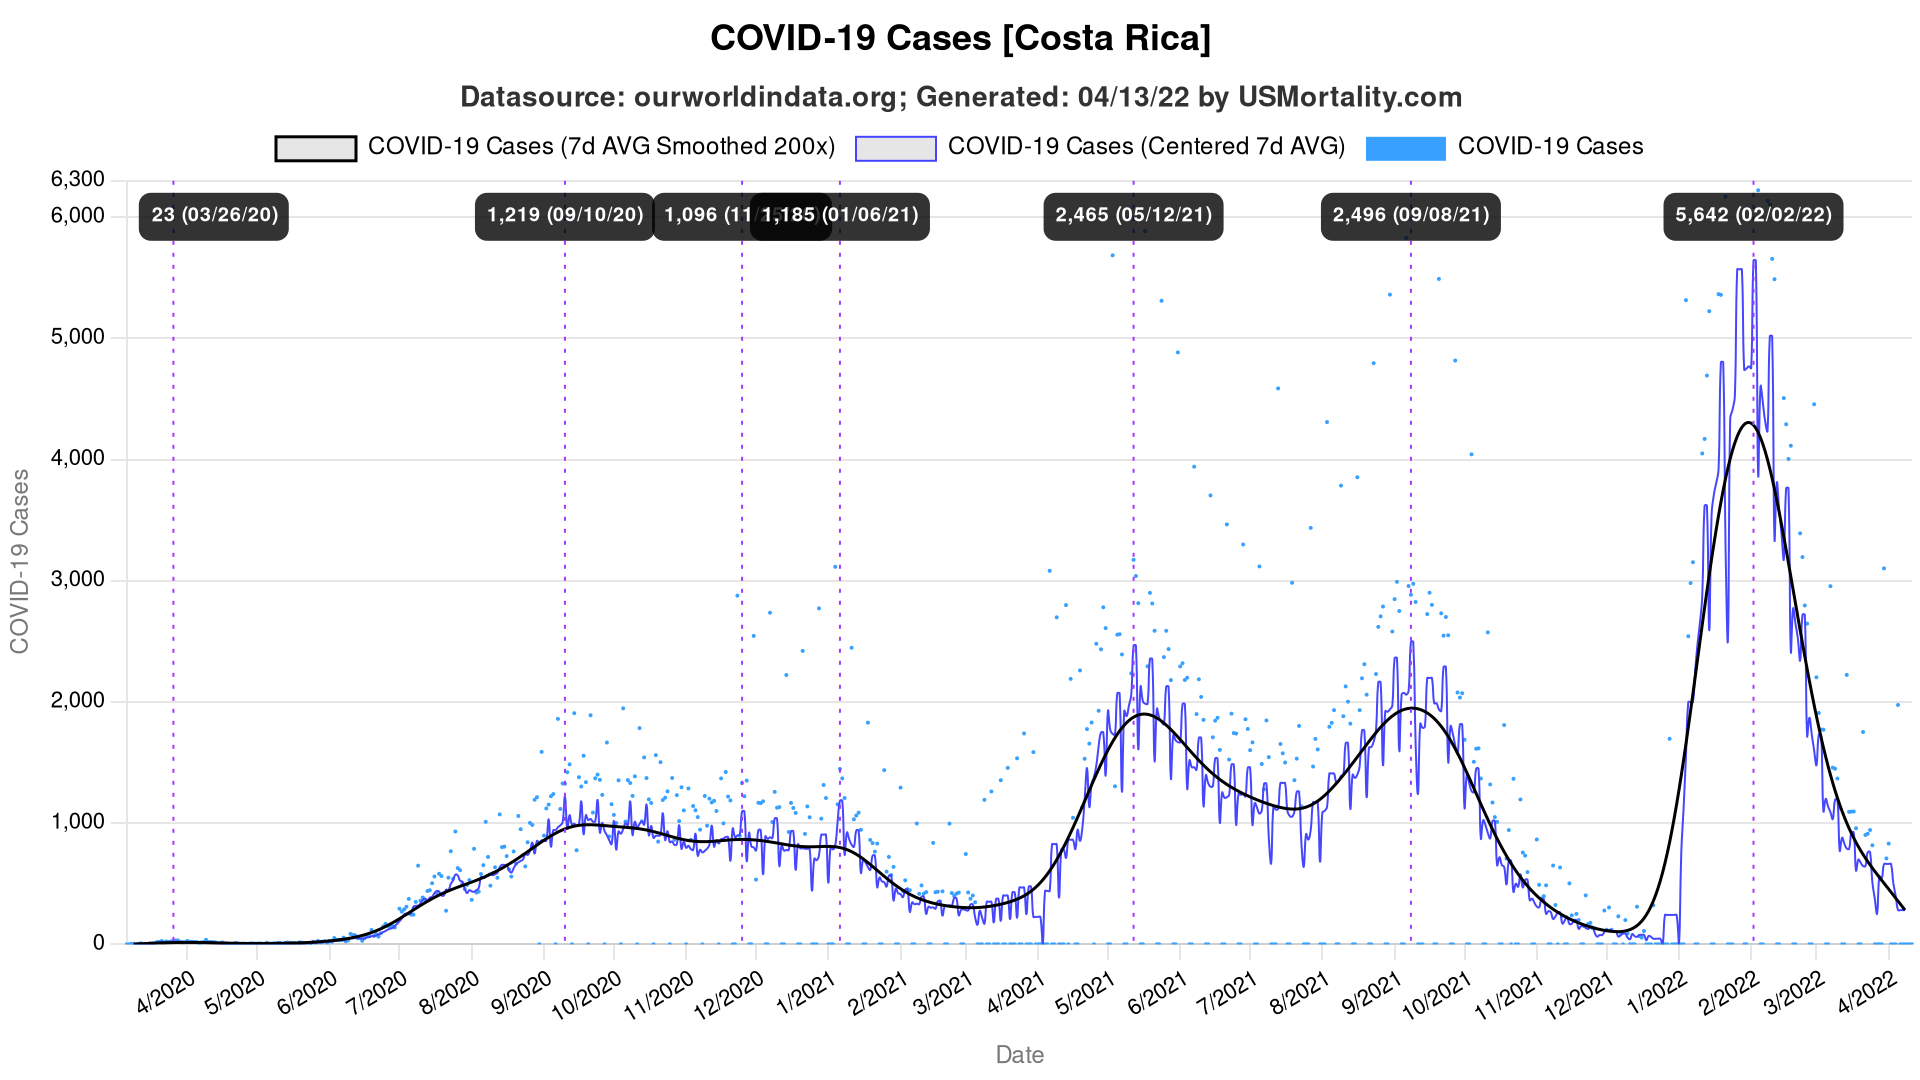 COVID-19 Cases [Costa Rica]
Datasource: ourworldindata.org; Generated: 04/13/22 by USMortality.com
COVID-19 Cases (7d AVG Smoothed 200x) COVID-19 Cases (Centered 7d AVG) COVID-19 Cases
6,300
6,000
5,000
4,000
3,000
2,000
1,000
0
COVID-19 Cases
23 (03/26/20) 1,219 (09/10/20) 1,096 (11/ 1,185 (01/06/21) 2,465 (05/12/21) 2,496 (09/08/21) 5,642 (02/02/22)
4/2020 5/2020 6/2020 7/2020 8/2020 9/2020 10/2020 11/2020 12/2020 1/2021 2/2021 3/2021 4/2021 5/2021 6/2021 7/2021 8/2021 9/2021 10/2021 11/2021 12/2021 1/2022 2/2022 3/2022 4/2022
Date